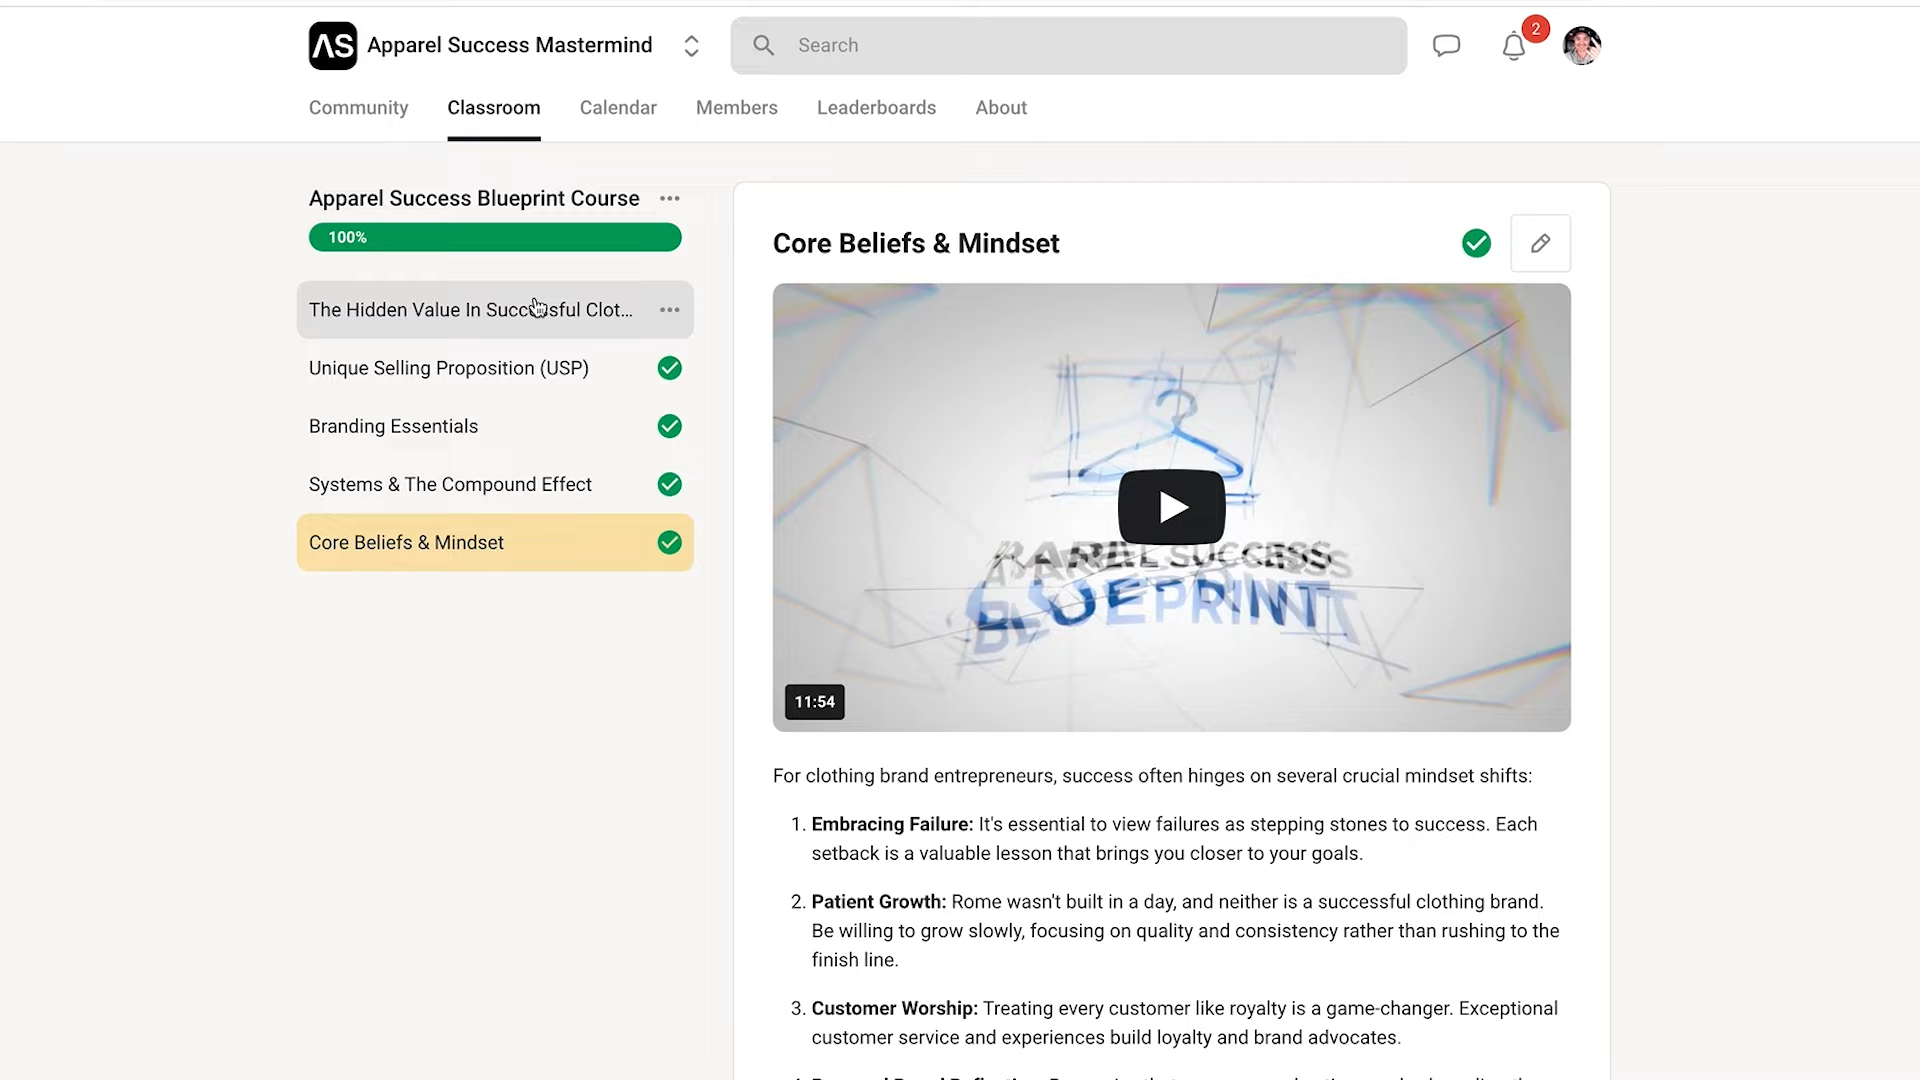 AS Apparel Success Mastermind
Search
2
Community Classroom Calendar Members Leaderboards About
Apparel Success Blueprint Course
100%
The Hidden Value In Successful Clot...
Unique Selling Proposition (USP)
Branding Essentials
Systems & The Compound Effect
Core Beliefs & Mindset
Core Beliefs & Mindset
APPAREL SUCCESS
BLUEPRINT
11:54
For clothing brand entrepreneurs, success often hinges on several crucial mindset shifts:
1. Embracing Failure: It's essential to view failures as stepping stones to success. Each
setback is a valuable lesson that brings you closer to your goals.
2. Patient Growth: Rome wasn't built in a day, and neither is a successful clothing brand.
Be willing to grow slowly, focusing on quality and consistency rather than rushing to the
finish line.
3. Customer Worship: Treating every customer like royalty is a game-changer. Exceptional
customer service and experiences build loyalty and brand advocates.